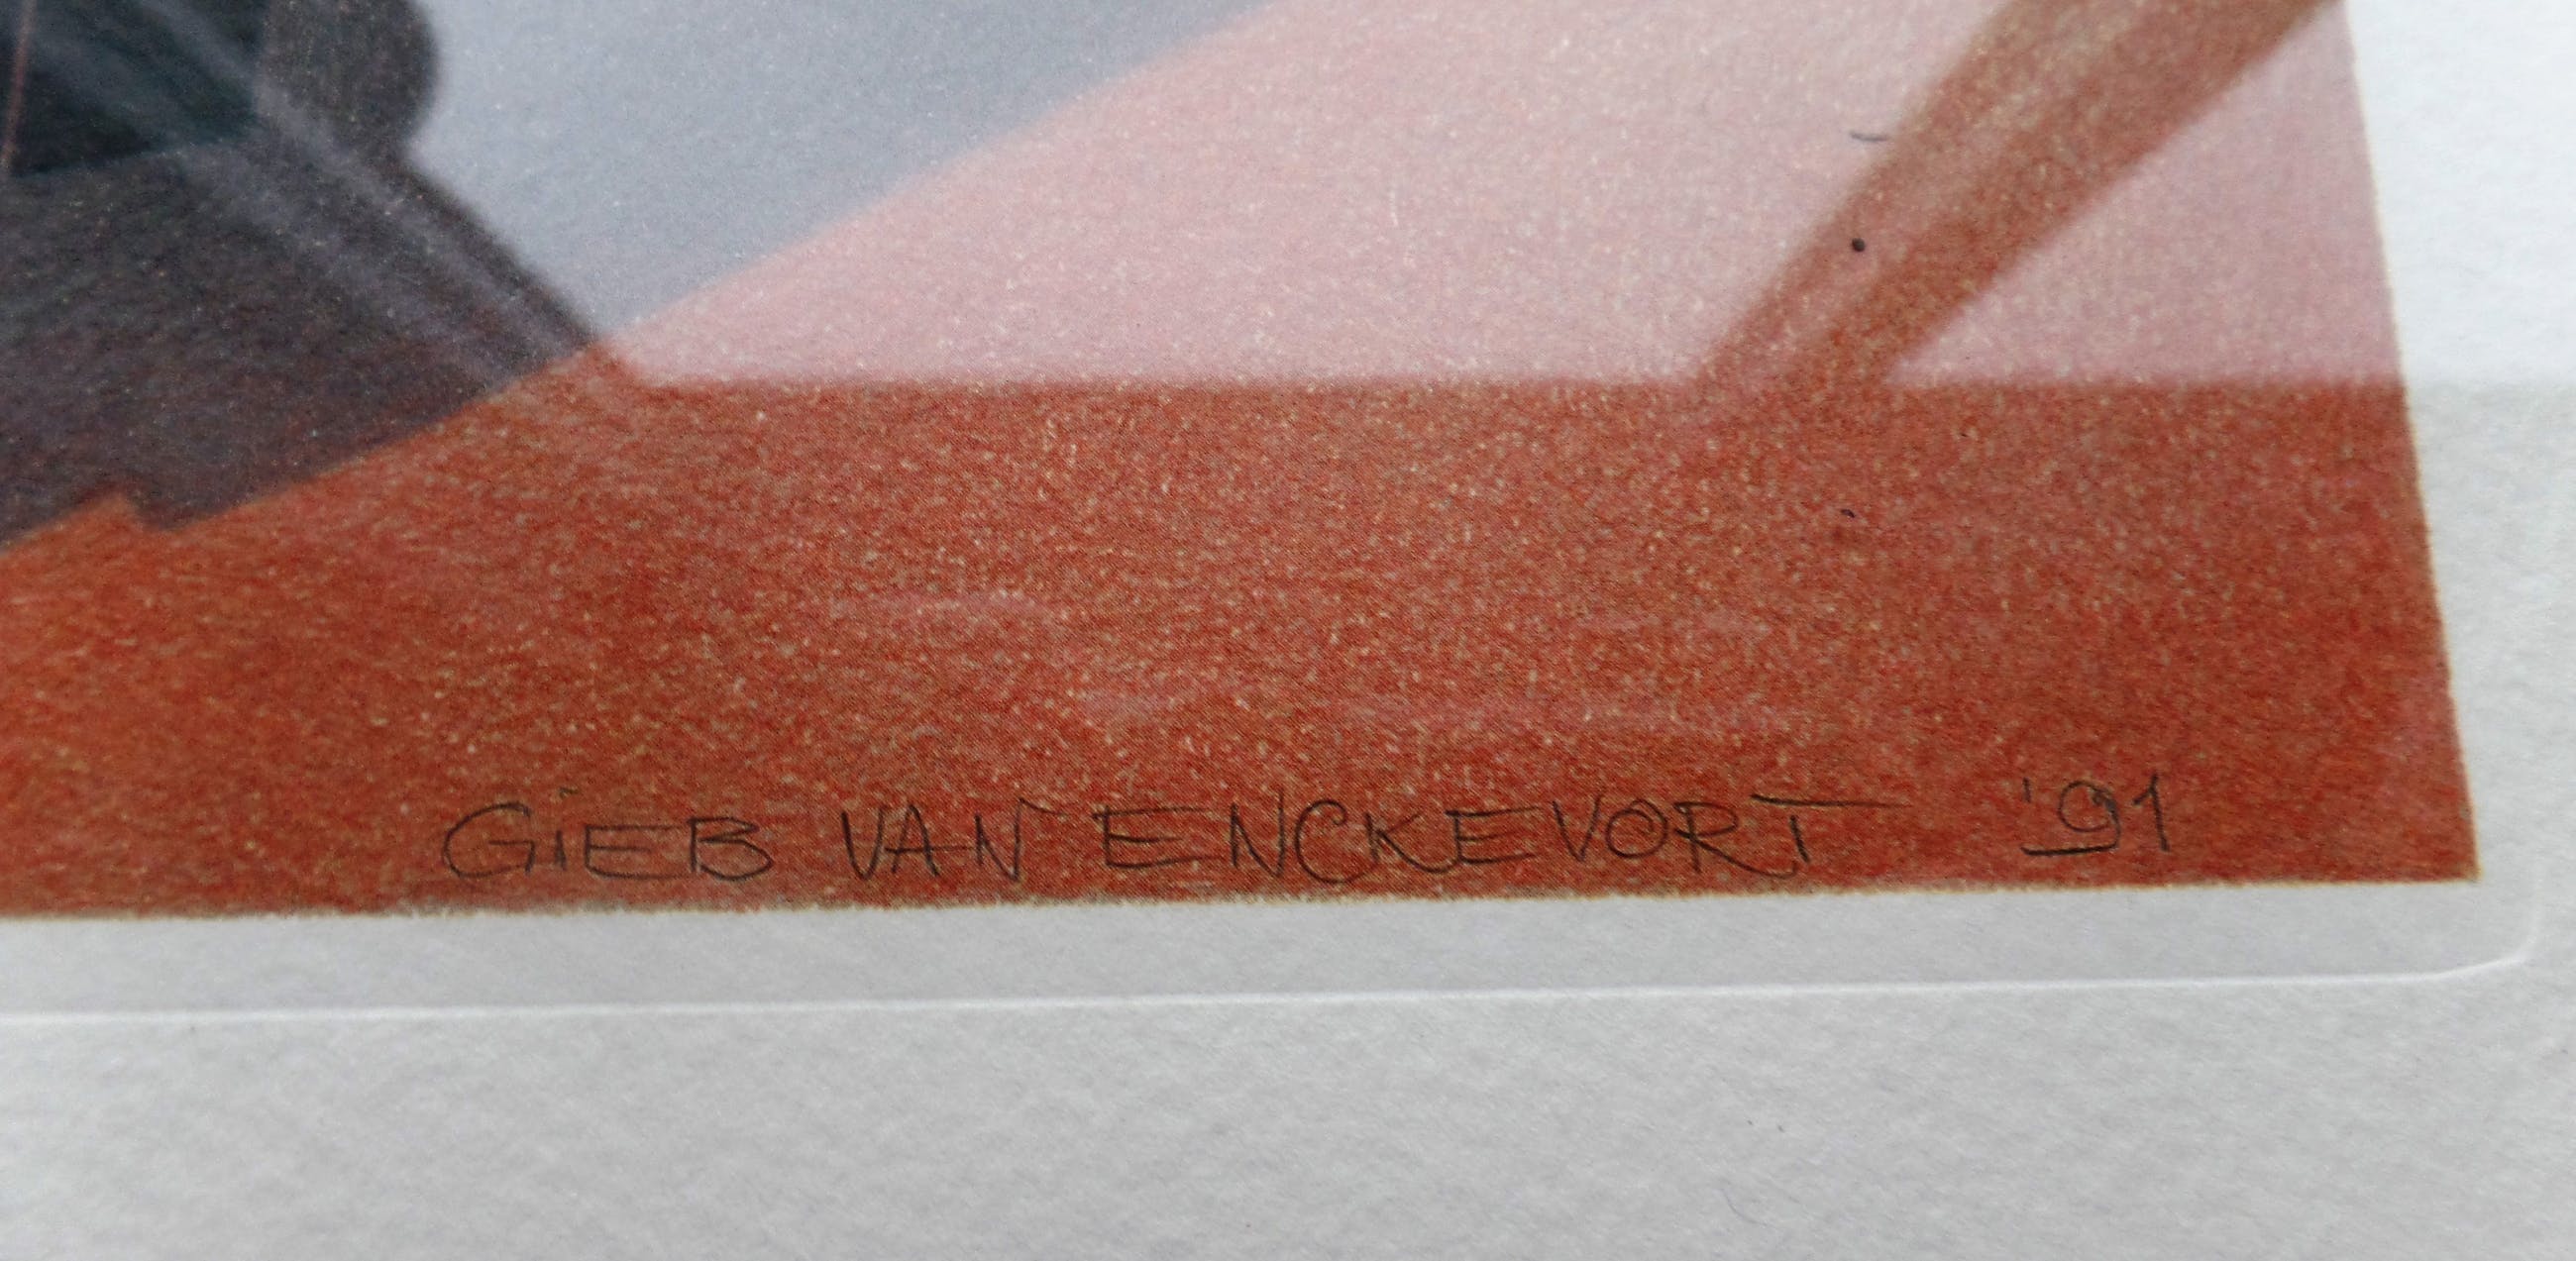 GiEB VAN ENCKEVORT '91